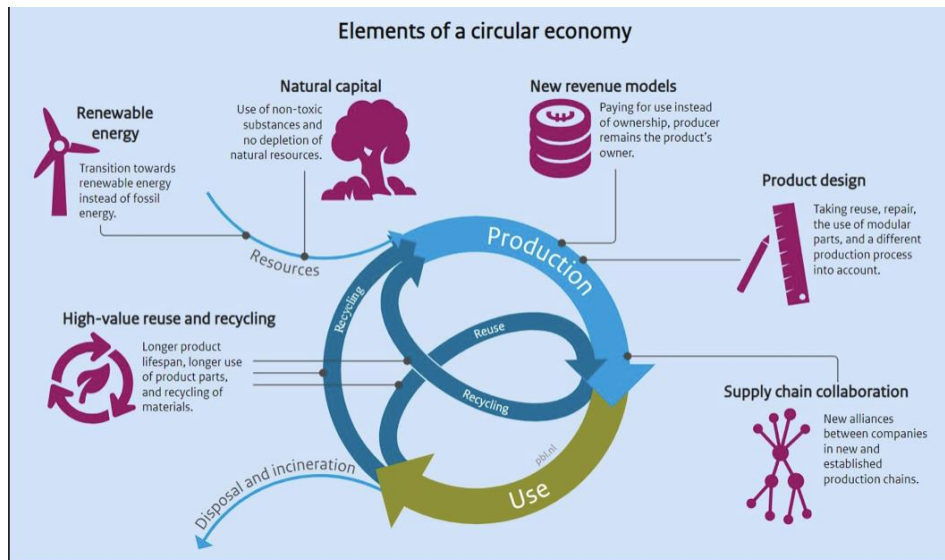 Elements of a circular economy
Natural capital
Use of non-toxic
substances and
no depletion of
natural resources.
New revenue models
Paying for use instead
of ownership, producer
remains the product's
owner.
Renewable
energy
Transition towards
renewable energy
instead of fossil
energy.
Product design
Taking reuse, repair,
the use of modular
parts, and a different
production process
into account.
Resources
Production
Recycling
Reuse
Recycling
High-value reuse and recycling
Longer product
lifespan, longer use
of product parts,
and recycling of
materials.
Supply chain collaboration
New alliances
between companies
in new and
established
production chains.
Disposal and incineration
Use
pbl.nl